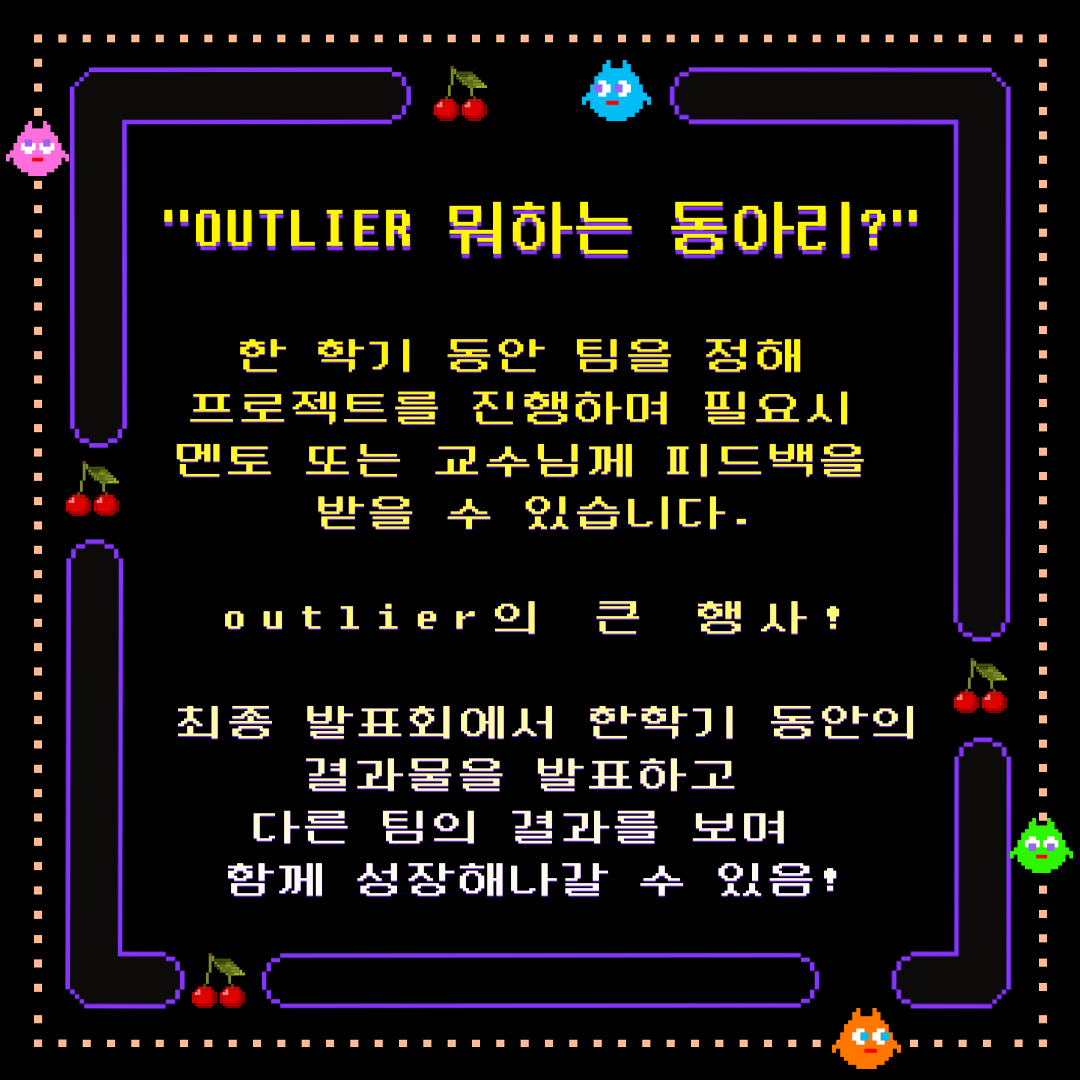 "OUTLIER 뭐하는 동아리?"
한 학기 동안 팀을 정해
프로젝트를 진행하며 필요시
멘토 또는 교수님께 피드백을
받을 수 있습니다.
outlier의 큰 행사!
최종 발표회에서 한학기 동안의
결과물을 발표하고
다른 팀의 결과를 보며
함께 성장해나갈 수 있음!